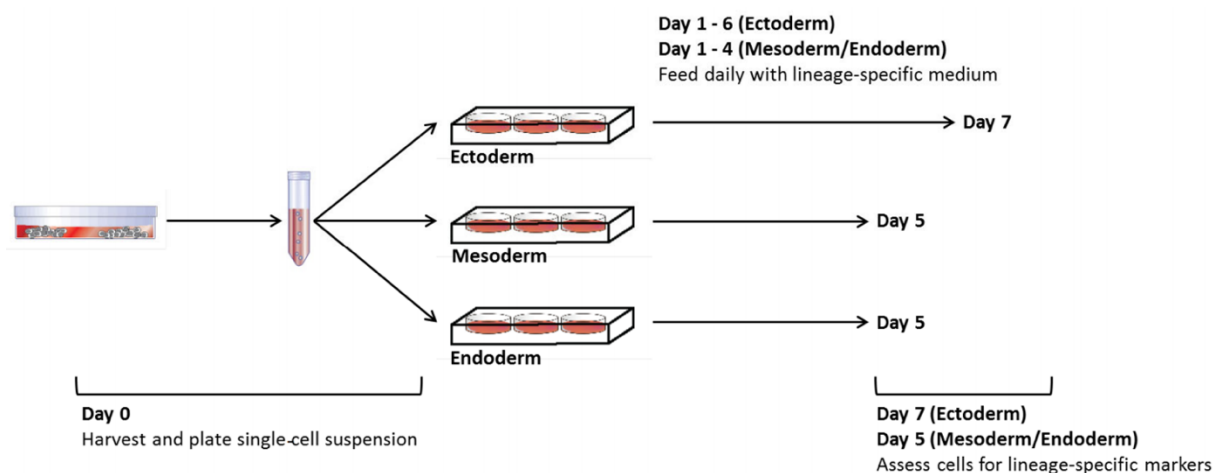 Day 1 - 6 (Ectoderm)
Day 1 - 4 (Mesoderm/Endoderm)
Feed daily with lineage-specific medium
Day 7
Ectoderm
Day 5
Mesoderm
Day 5
Endoderm
Day 0
Harvest and plate single-cell suspension
Day 7 (Ectoderm)
Day 5 (Mesoderm/Endoderm)
Assess cells for lineage-specific markers